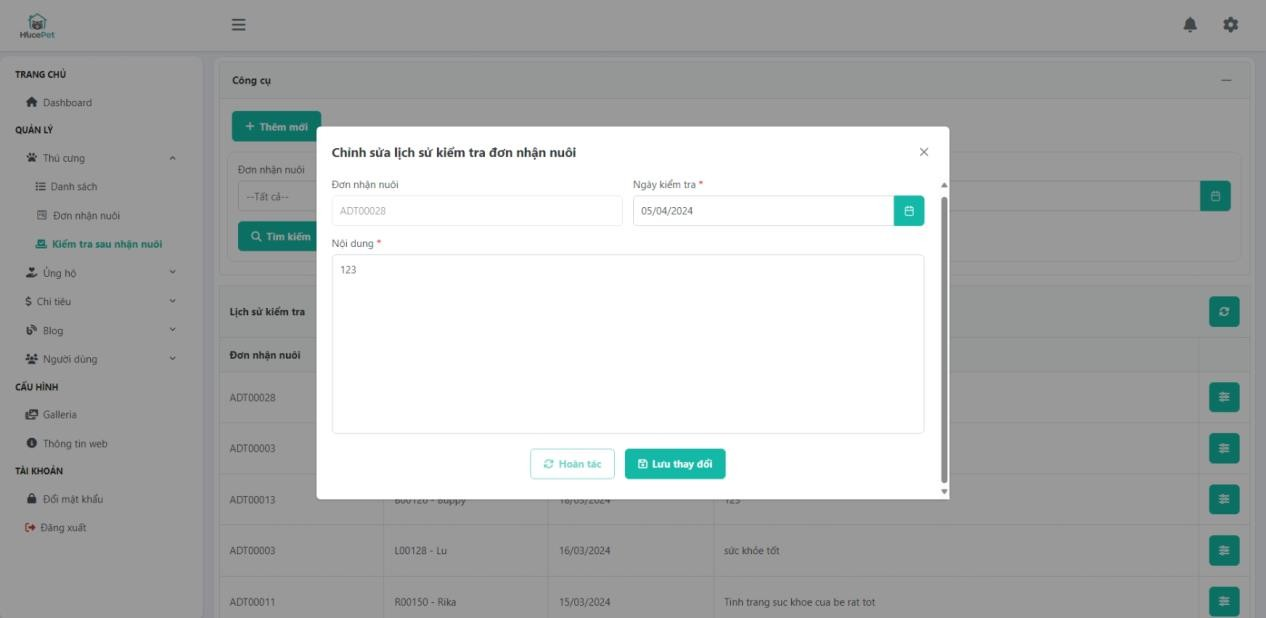 HucePet
TRANG CHỦ
Dashboard
QUẢN LÝ
Thú cưng
Danh sách
Đơn nhận nuôi
Kiểm tra sau nhận nuôi
Ủng hộ
Chi tiêu
Blog
Người dùng
CẤU HÌNH
Galleria
Thông tin web
TÀI KHOẢN
Đổi mật khẩu
Đăng xuất
Công cụ
Thêm mới
Đơn nhận nuôi
--Tất cả--
Tìm kiếm
Chỉnh sửa lịch sử kiểm tra đơn nhận nuôi
Đơn nhận nuôi
Ngày kiểm tra *
ADT00028
05/04/2024
Nội dung *
123
Hoàn tác
Lưu thay đổi
Lịch sử kiểm tra
Đơn nhận nuôi
ADT00028
ADT00003
ADT00013 B00126 - Buppy 18/03/2024 123
ADT00003 L00128 - Lu 16/03/2024 sức khỏe tốt
ADT00011 R00150 - Rika 15/03/2024 Tinh trang suc khoe cua be rat tot